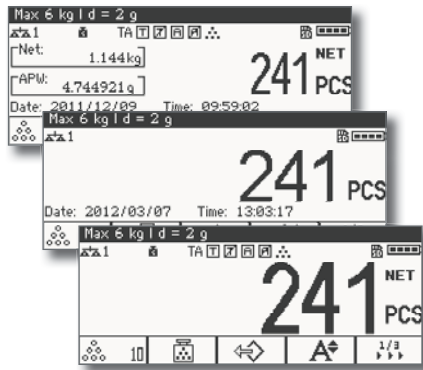 Max 6 kg | d = 2 g
1 TA T Z A A
Net: 1.144kg
241 NET PCS
APW: 4.744921g
Date: 2011/12/09 Time: 09:59:02
Max 6 kg | d = 2 g
1
241 PCS
Date: 2012/03/07 Time: 13:03:17
Max 6 kg | d = 2 g
1 TA T Z A A
241 NET PCS
10 A 1/3